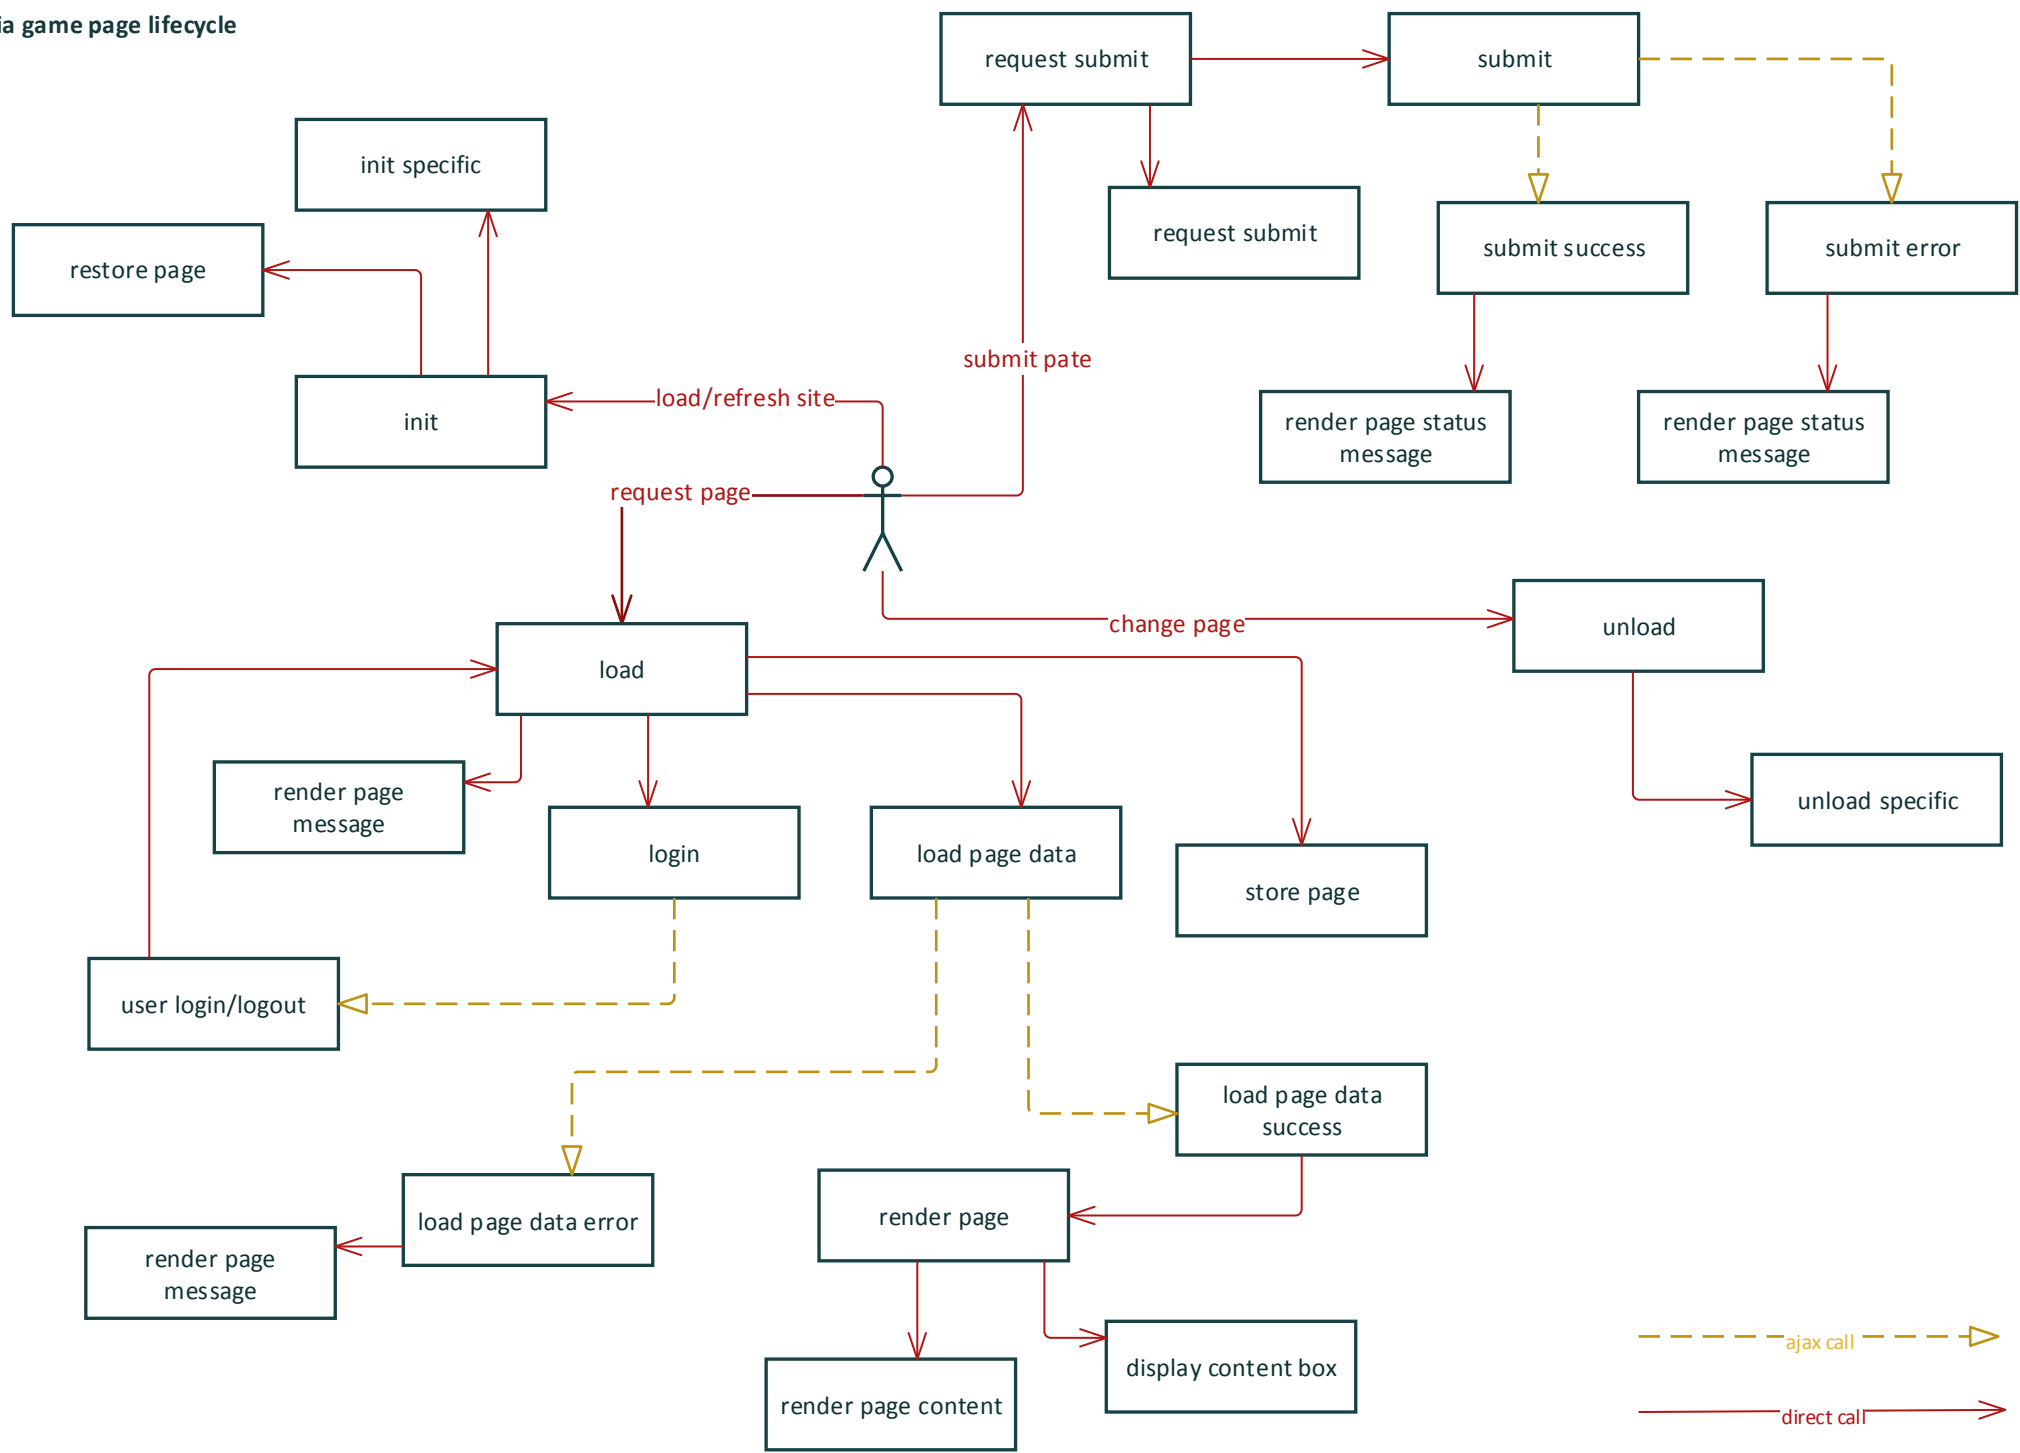 ia game page lifecycle
request submit
submit
init specific
request submit
restore page
submit success
submit error
submit pate
load/refresh site
init
render page status
message
render page status
message
request page
change page
unload
load
render page
message
unload specific
login
load page data
store page
user login/logout
load page data
success
load page data error
render page
render page
message
ajax call
display content box
render page content
direct call